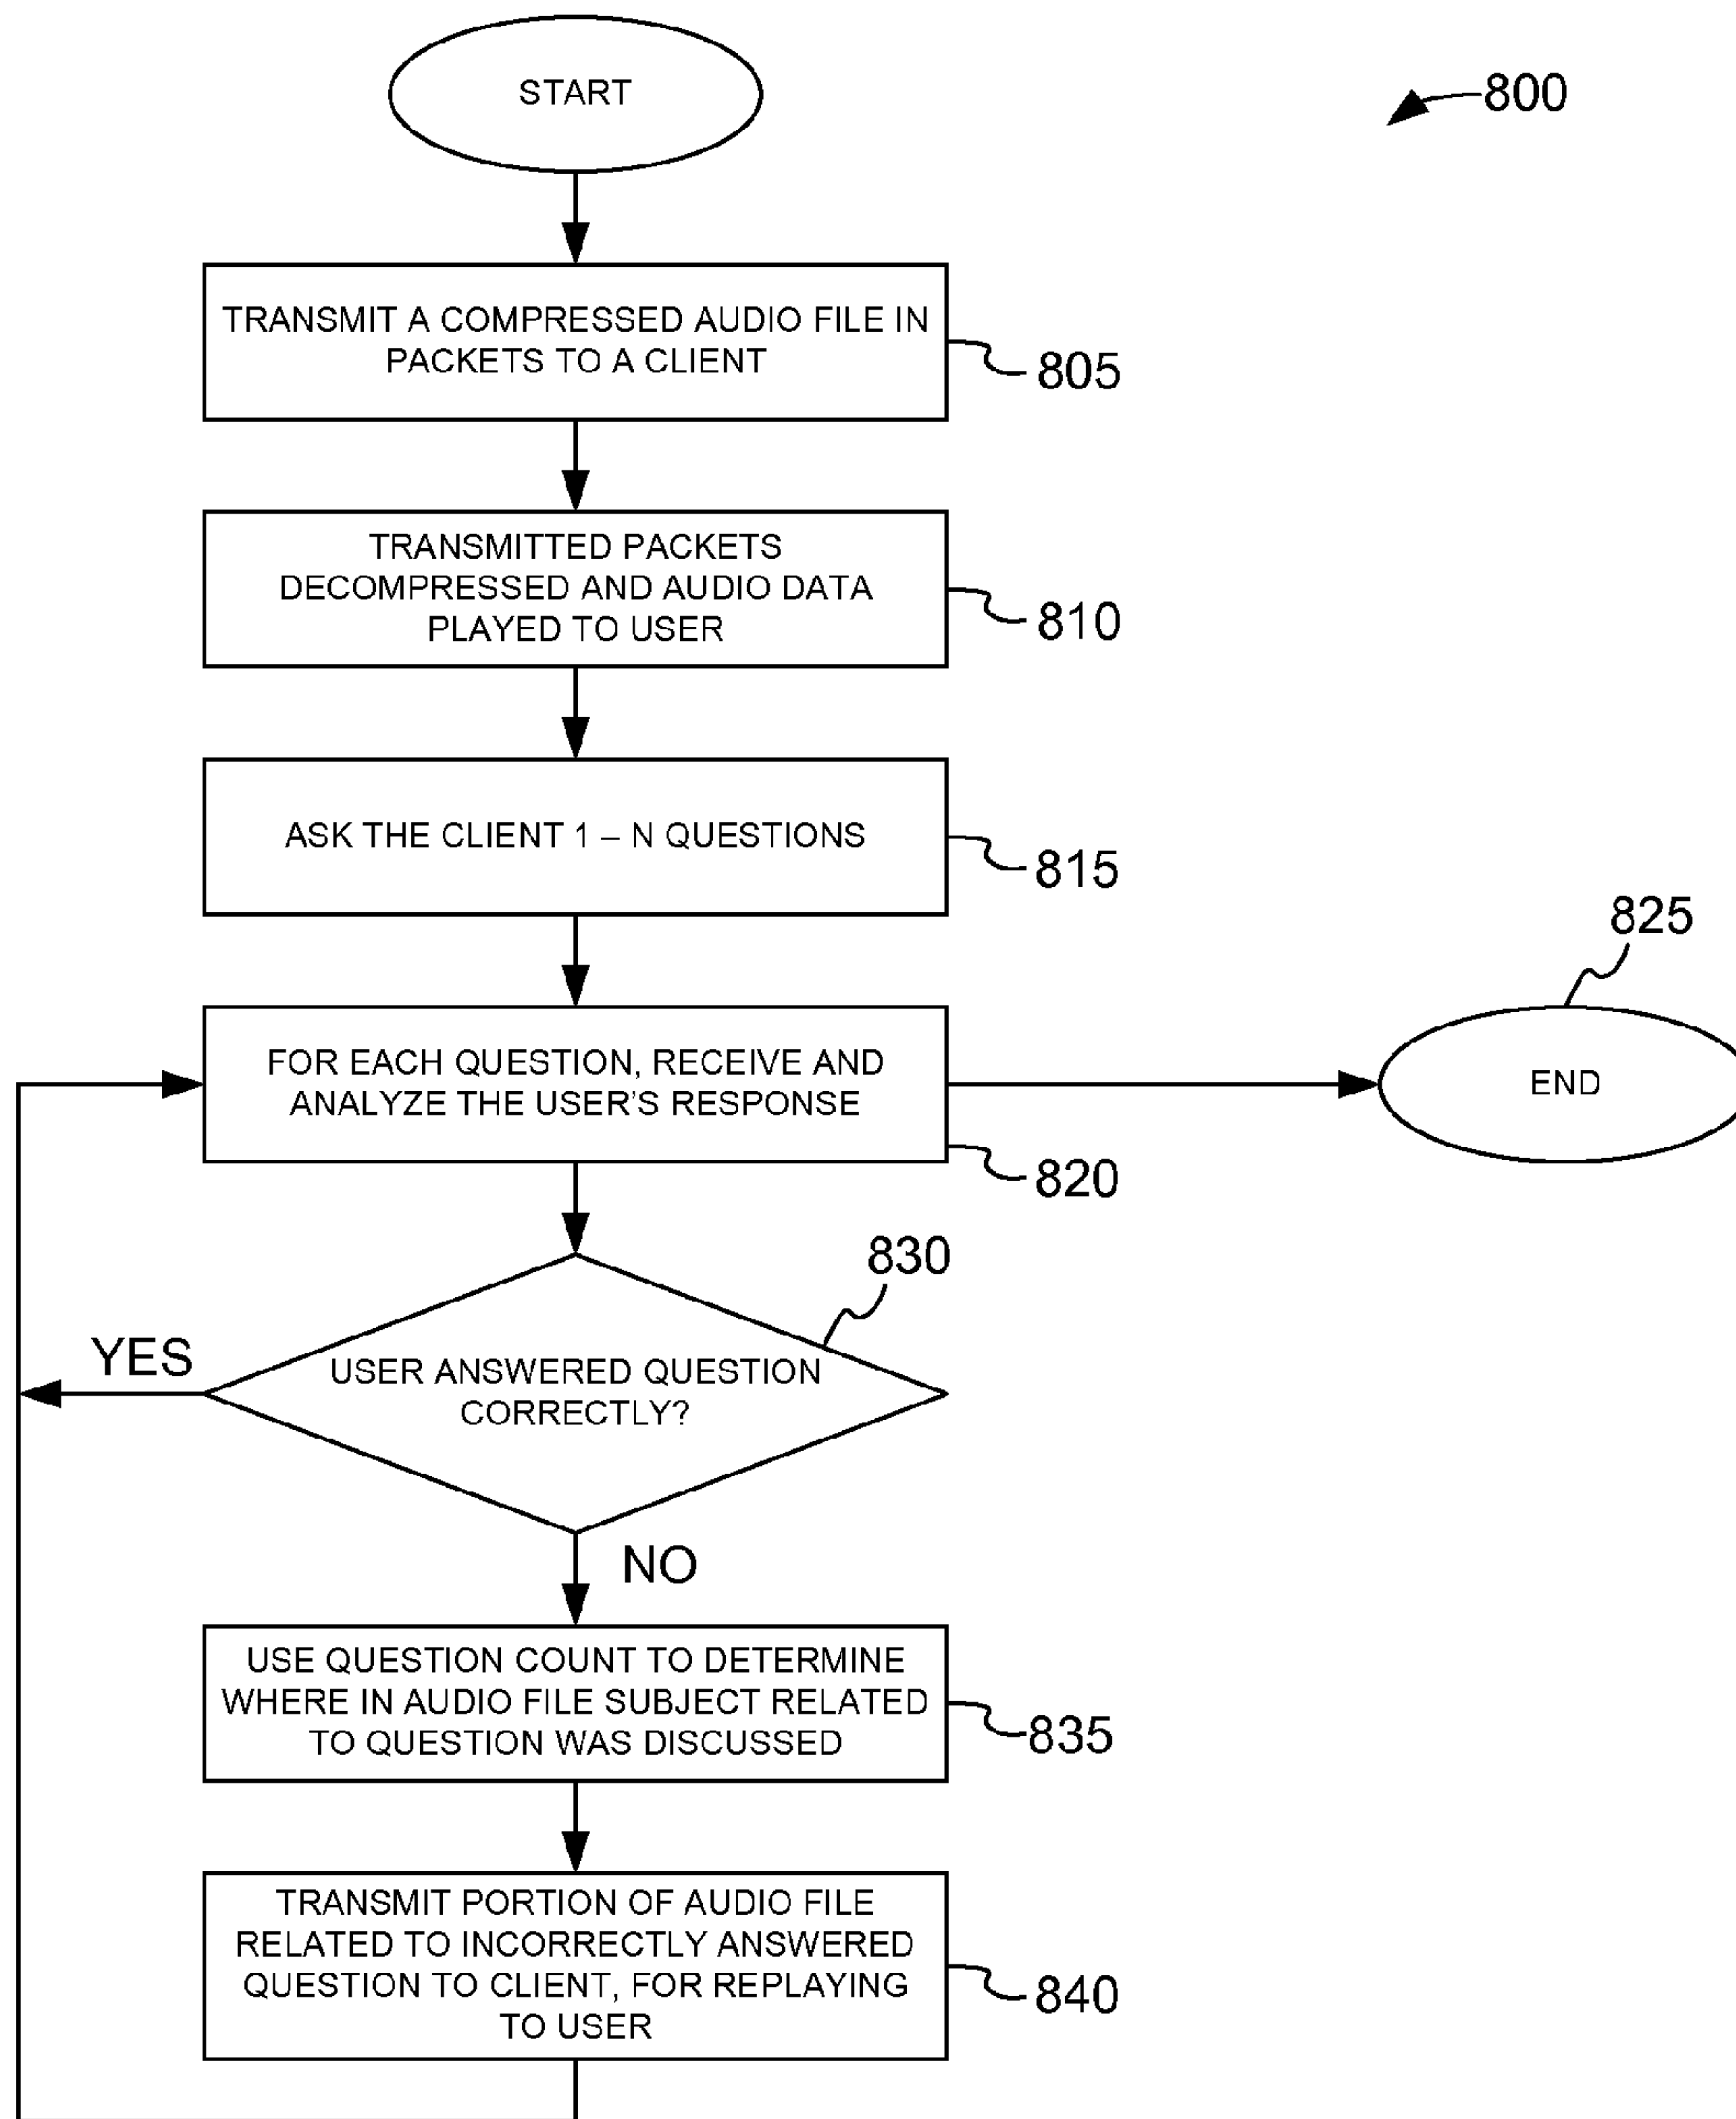 START
800
TRANSMIT A COMPRESSED AUDIO FILE IN
PACKETS TO A CLIENT
805
TRANSMITTED PACKETS
DECOMPRESSED AND AUDIO DATA
PLAYED TO USER
810
ASK THE CLIENT 1 – N QUESTIONS
815
825
FOR EACH QUESTION, RECEIVE AND
ANALYZE THE USER'S RESPONSE
END
820
830
YES
USER ANSWERED QUESTION
CORRECTLY?
NO
USE QUESTION COUNT TO DETERMINE
WHERE IN AUDIO FILE SUBJECT RELATED
TO QUESTION WAS DISCUSSED
835
TRANSMIT PORTION OF AUDIO FILE
RELATED TO INCORRECTLY ANSWERED
QUESTION TO CLIENT, FOR REPLAYING
TO USER
840